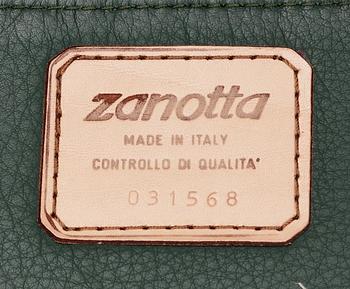 zanotta
MADE IN ITALY
CONTROLLO DI QUALITA'
031568